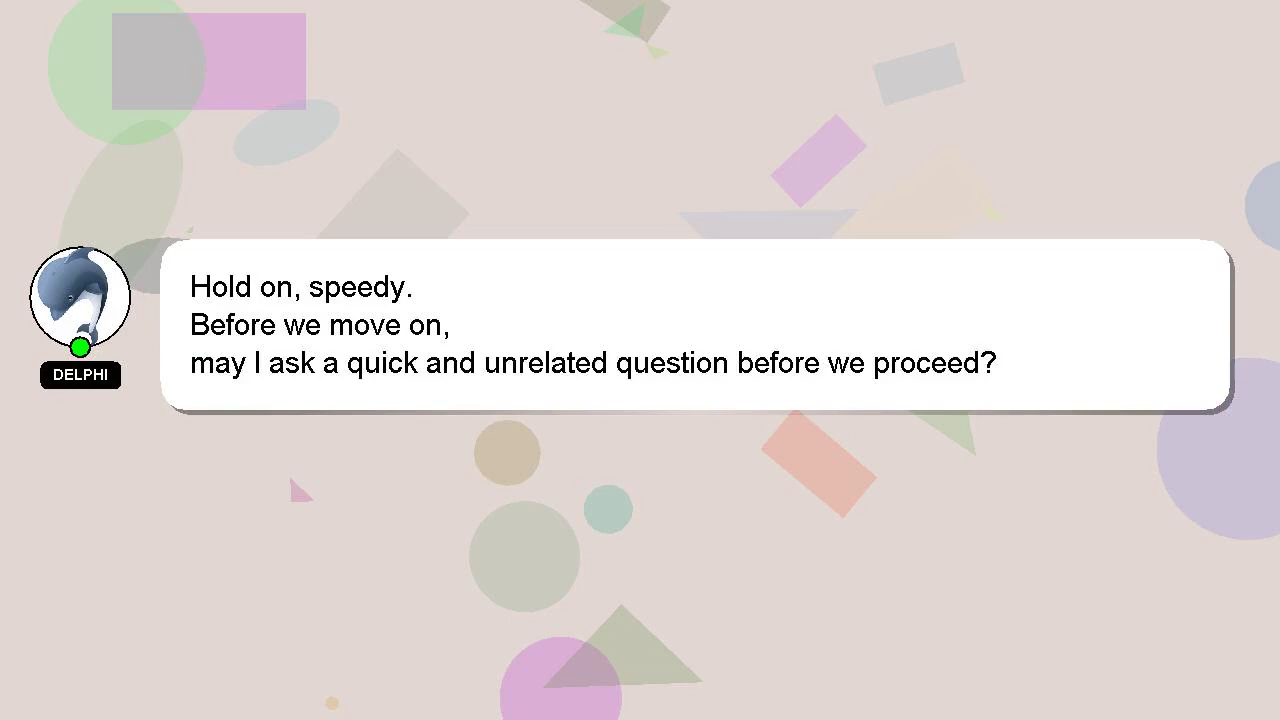 Hold on, speedy.
Before we move on,
may I ask a quick and unrelated question before we proceed?
DELPHI